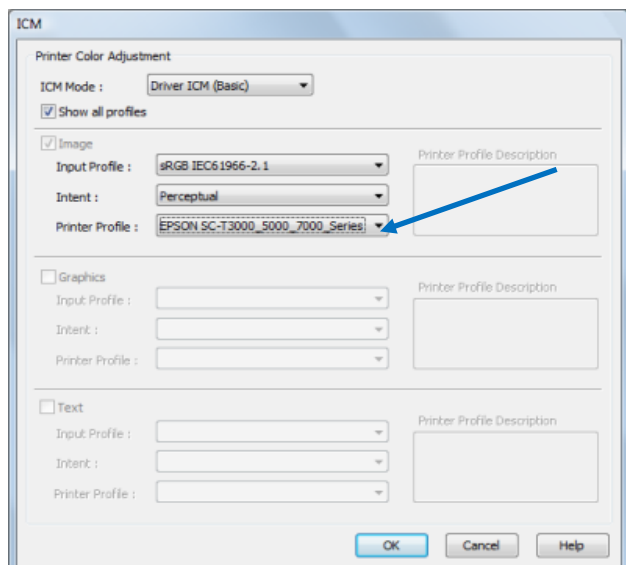 ICM
Printer Color Adjustment
ICM Mode : Driver ICM (Basic)
Show all profiles
Image
Printer Profile Description
Input Profile : sRGB IEC61966-2.1
Intent : Perceptual
Printer Profile : EPSON SC-T3000_5000_7000_Series
Graphics
Printer Profile Description
Input Profile :
Intent :
Printer Profile :
Text
Printer Profile Description
Input Profile :
Intent :
Printer Profile :
OK Cancel Help